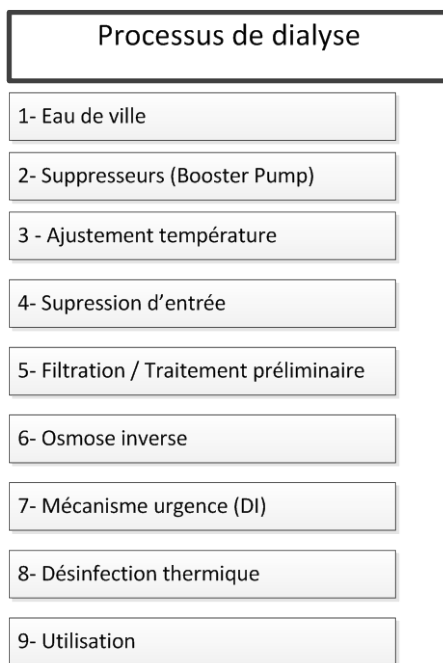 Processus de dialyse
1- Eau de ville
2- Suppresseurs (Booster Pump)
3 - Ajustement température
4- Supression d'entrée
5- Filtration / Traitement préliminaire
6- Osmose inverse
7- Mécanisme urgence (DI)
8- Désinfection thermique
9- Utilisation